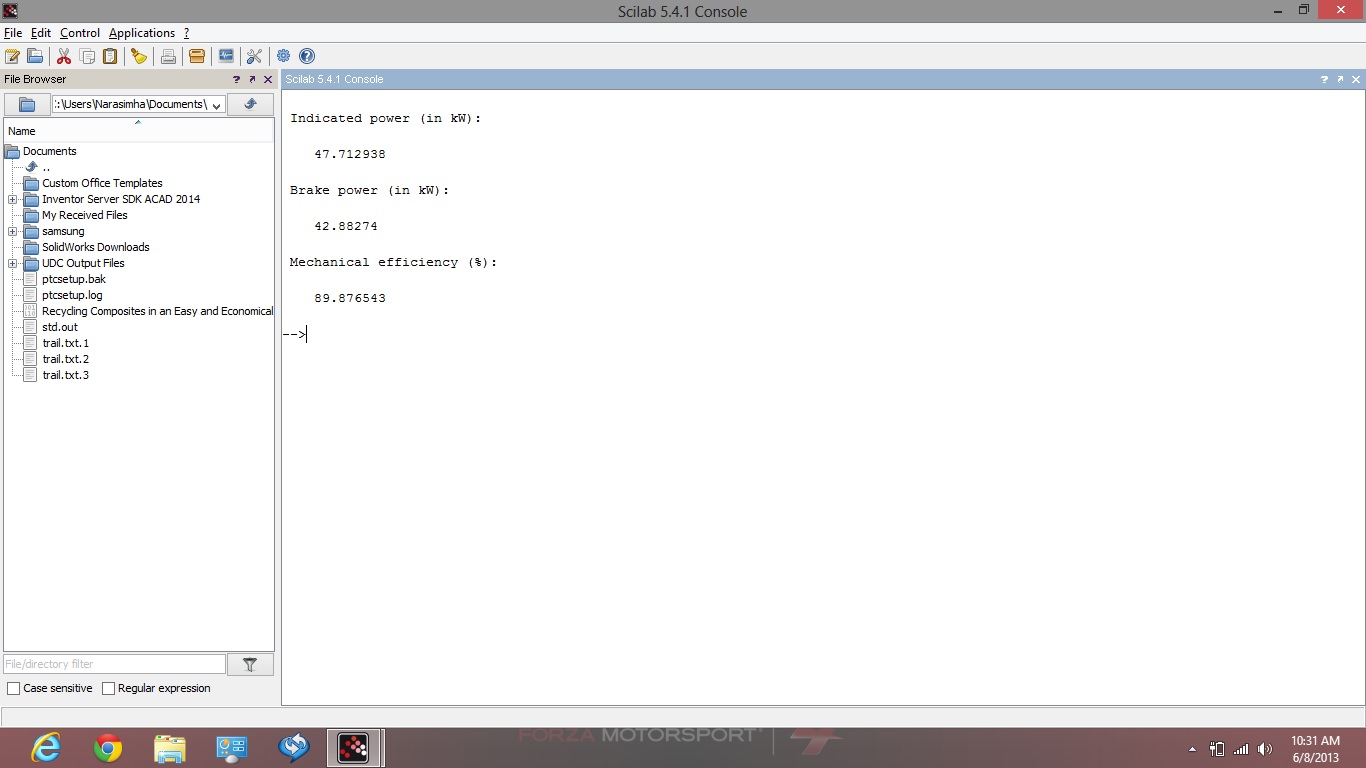 Scilab 5.4.1 Console
File Edit Control Applications ?
File Browser ? 
Scilab 5.4.1 Console ?
:\Users\Narasimha\Documents\
Name
Documents
..
Custom Office Templates
Inventor Server SDK ACAD 2014
My Received Files
samsung
SolidWorks Downloads
UDC Output Files
ptcsetup.bak
ptcsetup.log
Recycling Composites in an Easy and Economical
std.out
trail.txt.1
trail.txt.2
trail.txt.3
File/directory filter
Case sensitive Regular expression
Indicated power (in kW):
47.712938
Brake power (in kW):
42.88274
Mechanical efficiency (%):
89.876543
-->
FORZA MOTORSORT
10:31 AM
6/8/2013